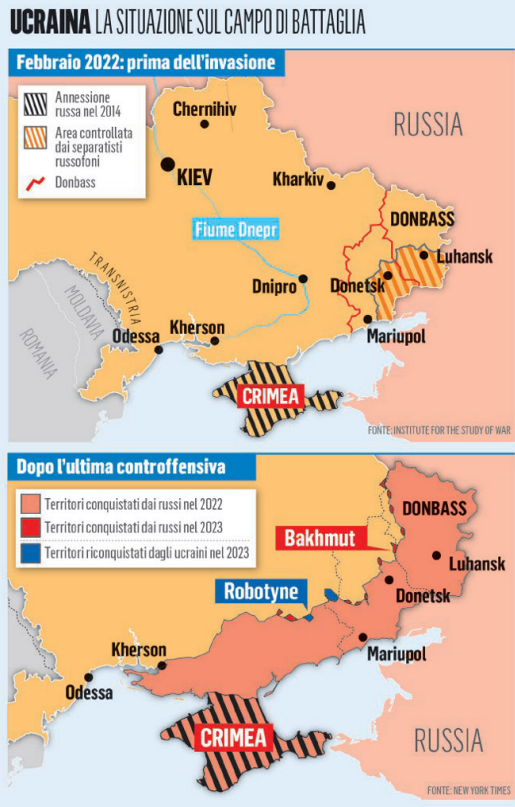 UCRAINA LA SITUAZIONE SUL CAMPO DI BATTAGLIA
Febbraio 2022: prima dell'invasione
Annessione
russa nel 2014
Area controllata
dai separatisti
russofoni
Donbass
Chernihiv
RUSSIA
KIEV
Kharkiv
Fiume Dnepr
DONBASS
Luhansk
TRANSNISTRIA
Dnipro
Donetsk
MOLDAVIA
ROMANIA
Odessa
Kherson
Mariupol
CRIMEA
FONTE: INSTITUTE FOR THE STUDY OF WAR
Dopo l'ultima controffensiva
Territori conquistati dai russi nel 2022
Territori conquistati dai russi nel 2023
Territori riconquistati dagli ucraini nel 2023
DONBASS
Bakhmut
Luhansk
Robotyne
Donetsk
Kherson
Mariupol
Odessa
CRIMEA
RUSSIA
FONTE: NEW YORK TIMES